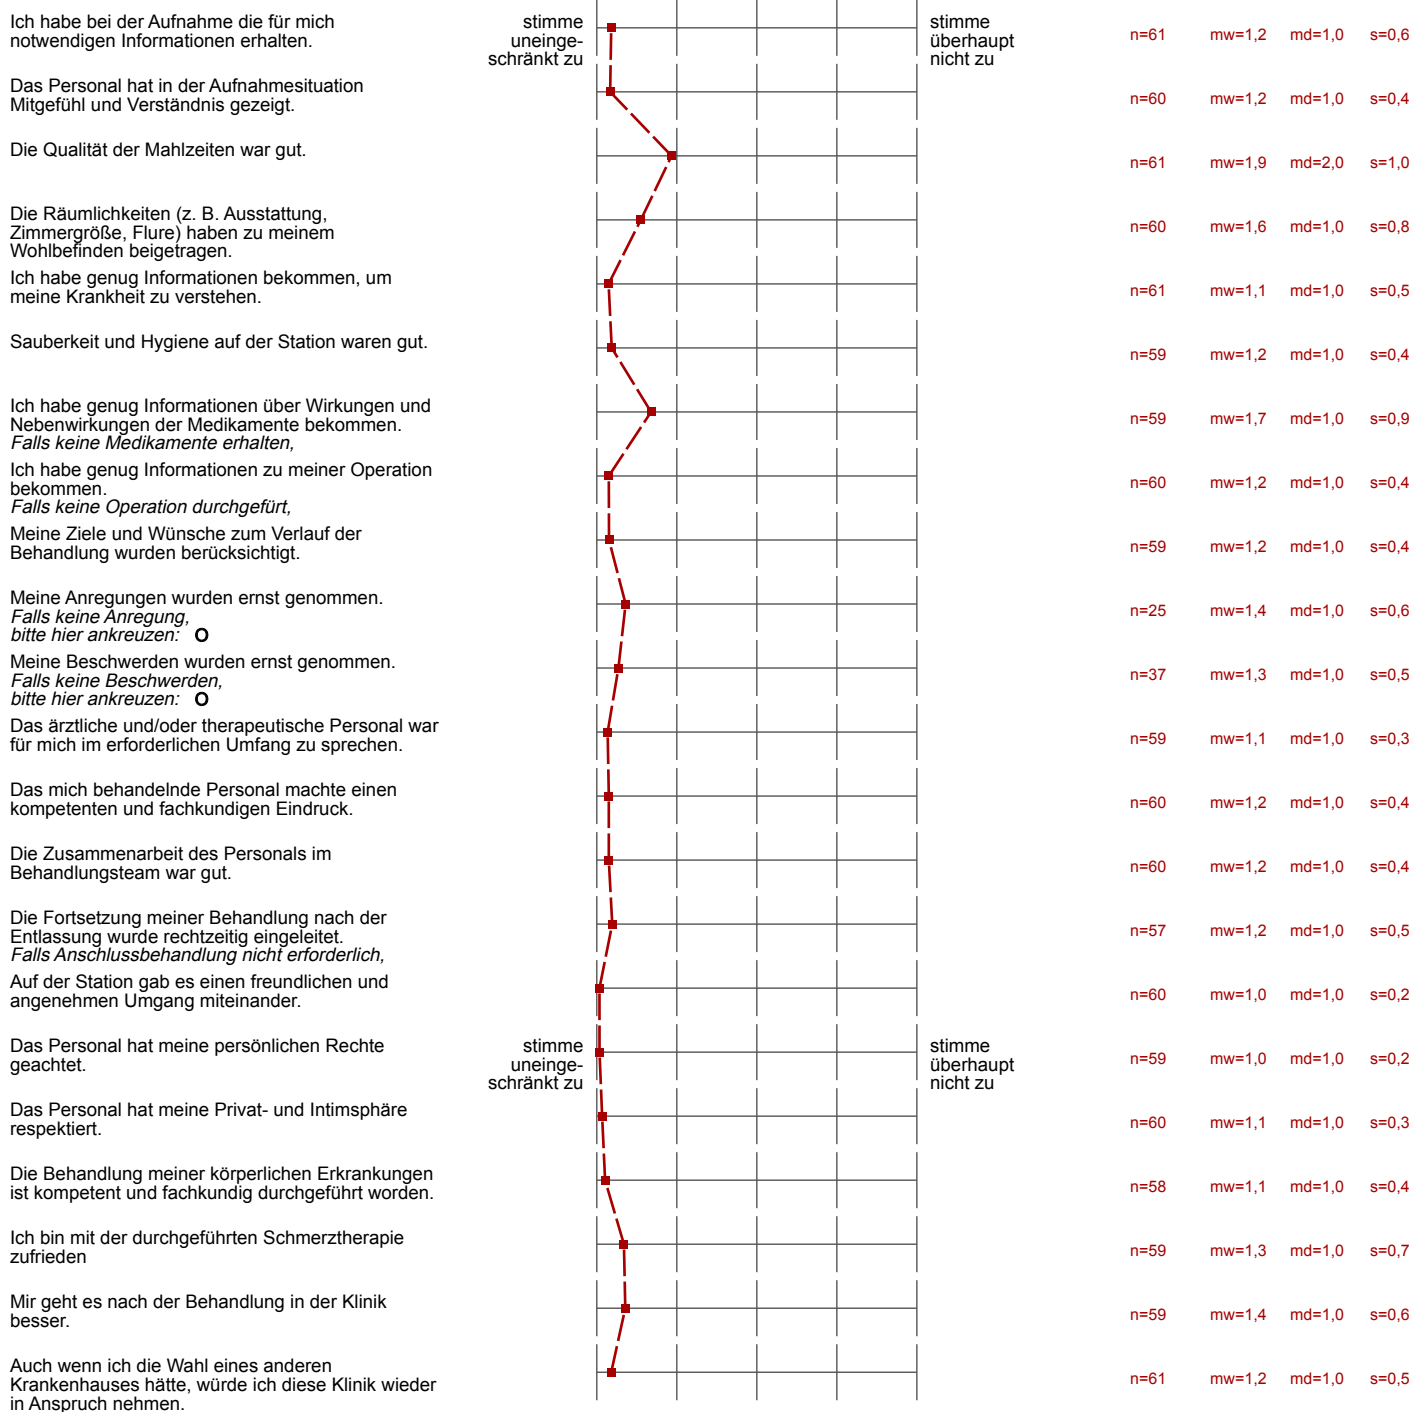 Ich habe bei der Aufnahme die für mich
notwendigen Informationen erhalten.
stimme
uneinge-
schränkt zu
stimme
überhaupt
nicht zu
n=61 mw=1,2 md=1,0 s=0,6
Das Personal hat in der Aufnahmesituation
Mitgefühl und Verständnis gezeigt.
n=60 mw=1,2 md=1,0 s=0,4
Die Qualität der Mahlzeiten war gut.
n=61 mw=1,9 md=2,0 s=1,0
Die Räumlichkeiten (z. B. Ausstattung,
Zimmergröße, Flure) haben zu meinem
Wohlbefinden beigetragen.
n=60 mw=1,6 md=1,0 s=0,8
Ich habe genug Informationen bekommen, um
meine Krankheit zu verstehen.
n=61 mw=1,1 md=1,0 s=0,5
Sauberkeit und Hygiene auf der Station waren gut.
n=59 mw=1,2 md=1,0 s=0,4
Ich habe genug Informationen über Wirkungen und
Nebenwirkungen der Medikamente bekommen.
Falls keine Medikamente erhalten,
n=59 mw=1,7 md=1,0 s=0,9
Ich habe genug Informationen zu meiner Operation
bekommen.
Falls keine Operation durchgefürt,
n=60 mw=1,2 md=1,0 s=0,4
Meine Ziele und Wünsche zum Verlauf der
Behandlung wurden berücksichtigt.
n=59 mw=1,2 md=1,0 s=0,4
Meine Anregungen wurden ernst genommen.
Falls keine Anregung,
bitte hier ankreuzen: O
n=25 mw=1,4 md=1,0 s=0,6
Meine Beschwerden wurden ernst genommen.
Falls keine Beschwerden,
bitte hier ankreuzen: O
n=37 mw=1,3 md=1,0 s=0,5
Das ärztliche und/oder therapeutische Personal war
für mich im erforderlichen Umfang zu sprechen.
n=59 mw=1,1 md=1,0 s=0,3
Das mich behandelnde Personal machte einen
kompetenten und fachkundigen Eindruck.
n=60 mw=1,2 md=1,0 s=0,4
Die Zusammenarbeit des Personals im
Behandlungsteam war gut.
n=60 mw=1,2 md=1,0 s=0,4
Die Fortsetzung meiner Behandlung nach der
Entlassung wurde rechtzeitig eingeleitet.
Falls Anschlussbehandlung nicht erforderlich,
n=57 mw=1,2 md=1,0 s=0,5
Auf der Station gab es einen freundlichen und
angenehmen Umgang miteinander.
n=60 mw=1,0 md=1,0 s=0,2
Das Personal hat meine persönlichen Rechte
geachtet.
stimme
uneinge-
schränkt zu
stimme
überhaupt
nicht zu
n=59 mw=1,0 md=1,0 s=0,2
Das Personal hat meine Privat- und Intimsphäre
respektiert.
n=60 mw=1,1 md=1,0 s=0,3
Die Behandlung meiner körperlichen Erkrankungen
ist kompetent und fachkundig durchgeführt worden.
n=58 mw=1,1 md=1,0 s=0,4
Ich bin mit der durchgeführten Schmerztherapie
zufrieden
n=59 mw=1,3 md=1,0 s=0,7
Mir geht es nach der Behandlung in der Klinik
besser.
n=59 mw=1,4 md=1,0 s=0,6
Auch wenn ich die Wahl eines anderen
Krankenhauses hätte, würde ich diese Klinik wieder
in Anspruch nehmen.
n=61 mw=1,2 md=1,0 s=0,5